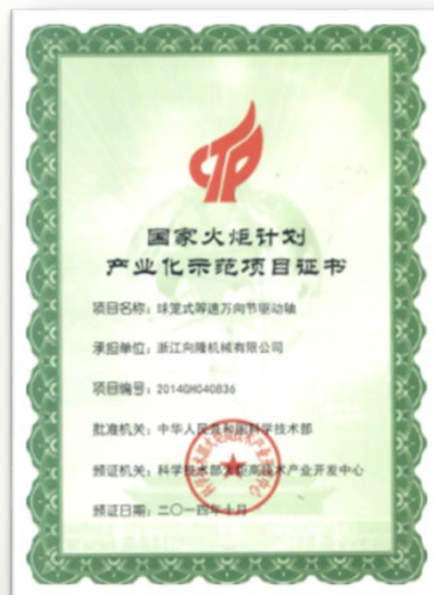 CTP
国家火炬计划
产业化示范项目证书
项目名称：球笼式等速万向节驱动轴
承担单位：浙江向隆机械有限公司
项目编号：2014GH040836
批准机关：中华人民共和国科学技术部
颁证机关：科学技术部火炬高技术产业开发中心
颁证日期：二〇一四年十月